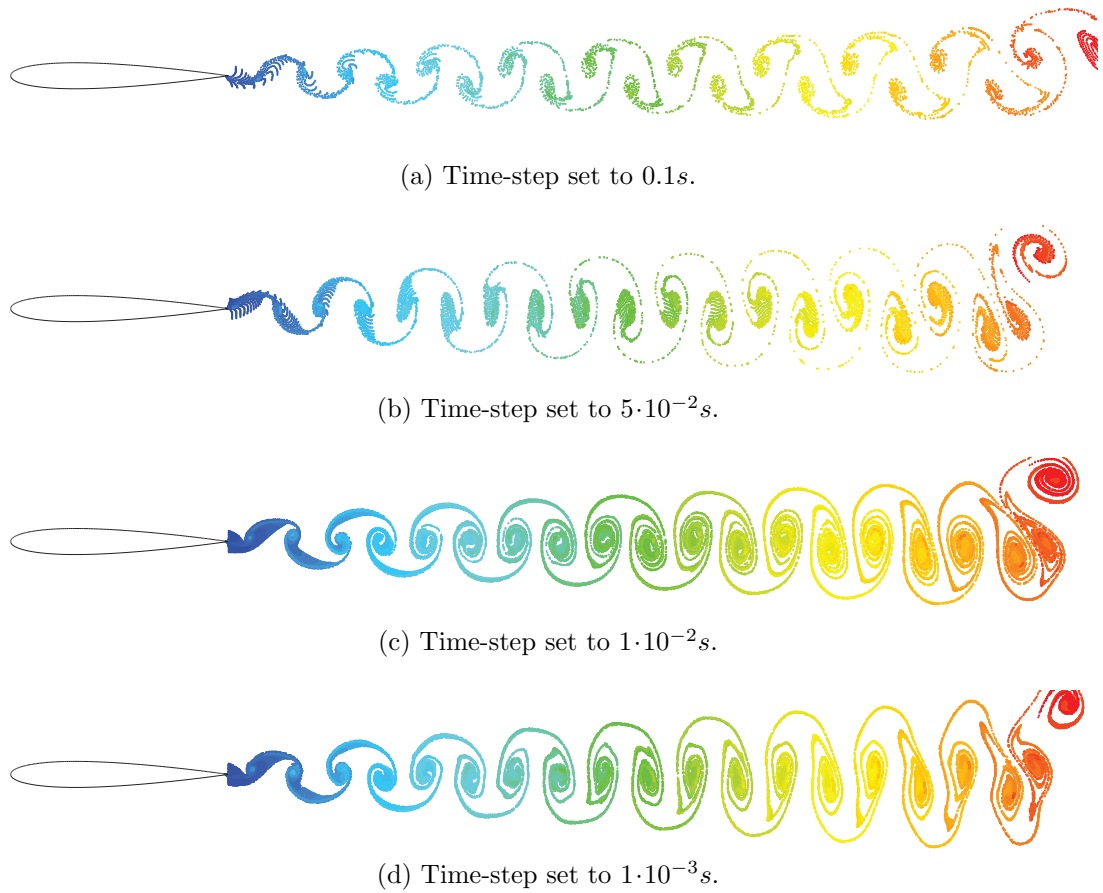 (a) Time-step set to 0.1s.
(b) Time-step set to 5·10⁻²s.
(c) Time-step set to 1·10⁻²s.
(d) Time-step set to 1·10⁻³s.